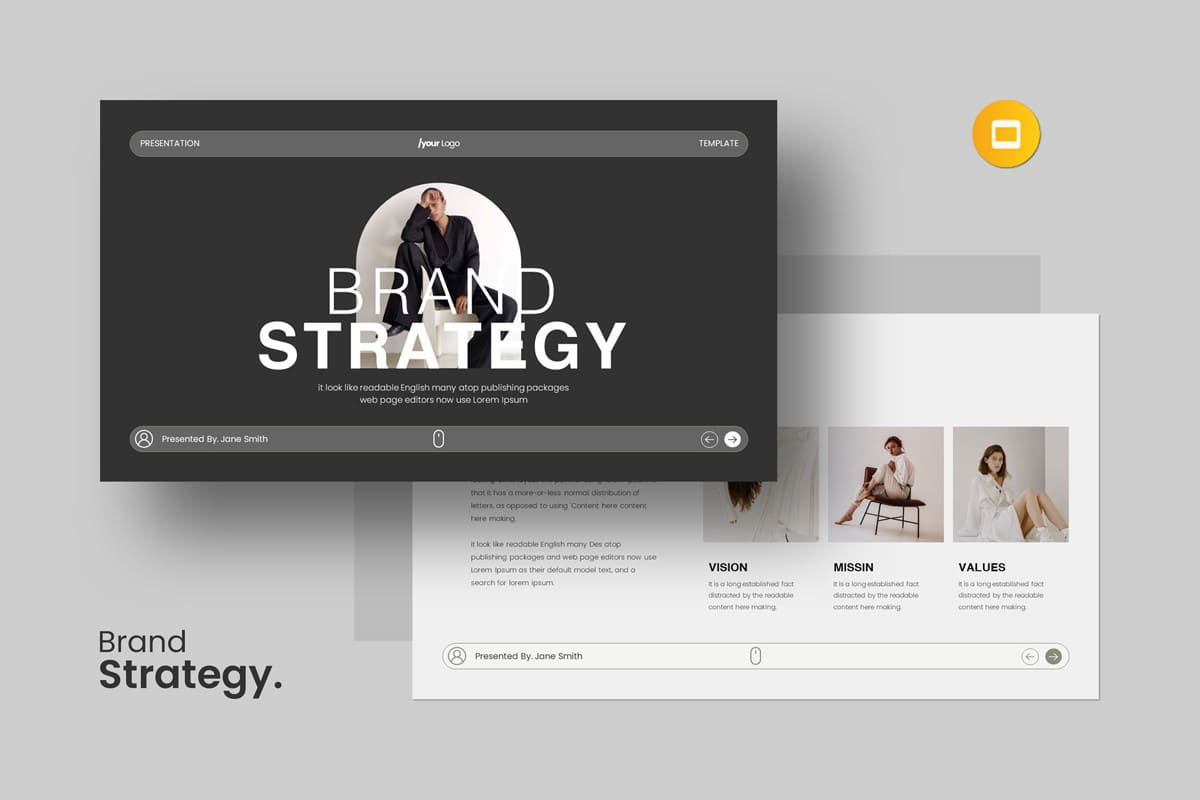 PRESENTATION
/your Logo
TEMPLATE
BRAND
STRATEGY
it look like readable English many atop publishing packages
web page editors now use Lorem Ipsum
Presented By. Jane Smith
that it has a more-or-less normal distribution of
letters, as opposed to using 'Content here content
here making.
it look like readable English many Des atop
publishing packages and web page editors now use
Lorem Ipsum as their default model text, and a
search for lorem ipsum.
VISION
It is a long established fact
distracted by the readable
content here making.
MISSIN
It is a long established fact
distracted by the readable
content here making.
VALUES
It is a long established fact
distracted by the readable
content here making.
Presented By. Jane Smith
Brand
Strategy.